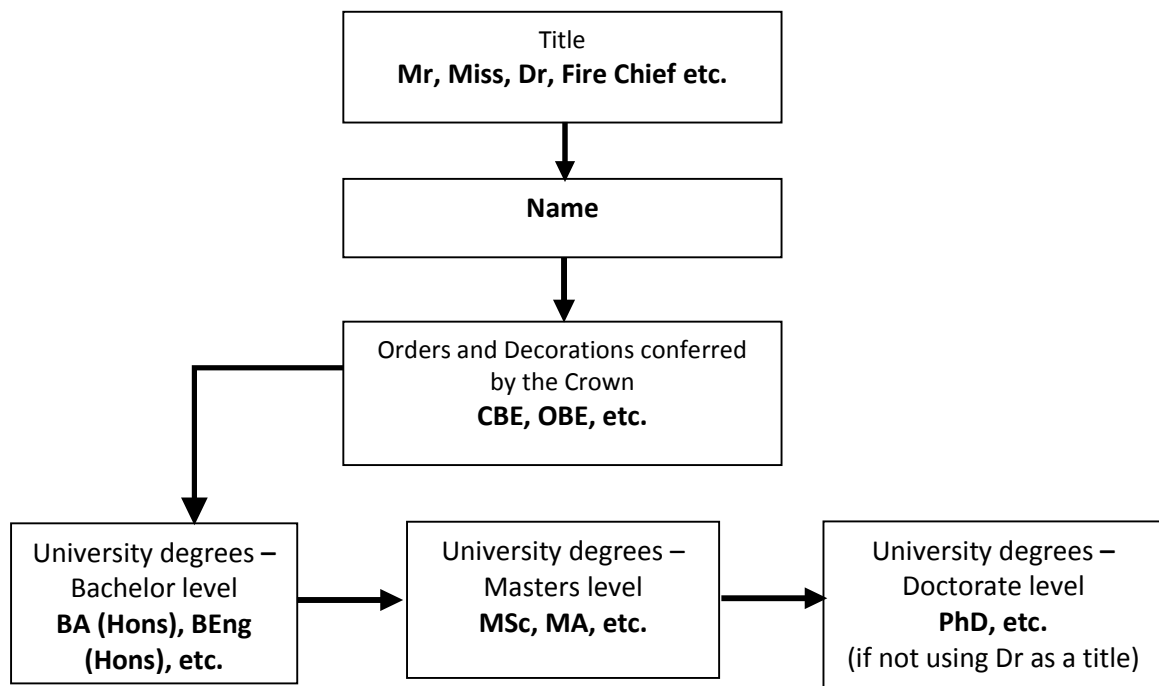 Title
Mr, Miss, Dr, Fire Chief etc.
Name
Orders and Decorations conferred
by the Crown
CBE, OBE, etc.
University degrees –
Bachelor level
BA (Hons), BEng
(Hons), etc.
University degrees –
Masters level
MSc, MA, etc.
University degrees –
Doctorate level
PhD, etc.
(if not using Dr as a title)